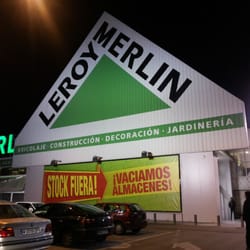 LEROY MERLIN
BRICOLAJE · CONSTRUCCIÓN · DECORACIÓN · JARDINERÍA
STOCK FUERA!
¡VACIAMOS
ALMACENES!